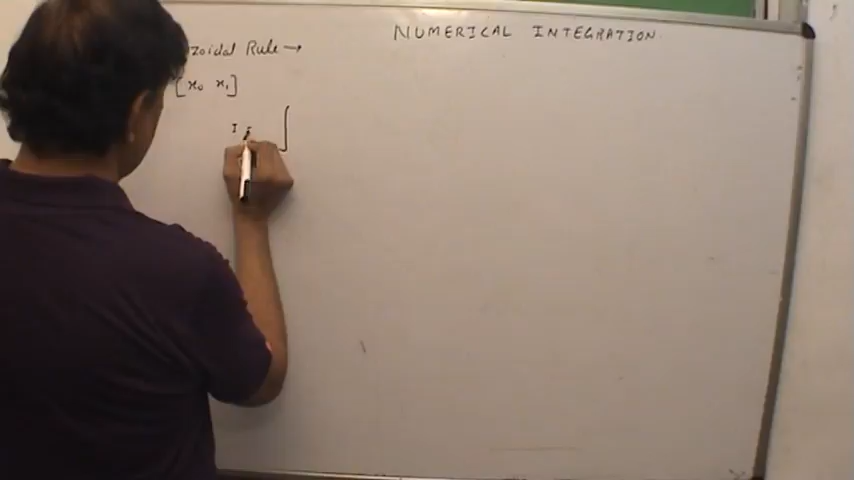 NUMERICAL INTEGRATION
zoidal Rule →
[x₀ x₁]
I = ∫